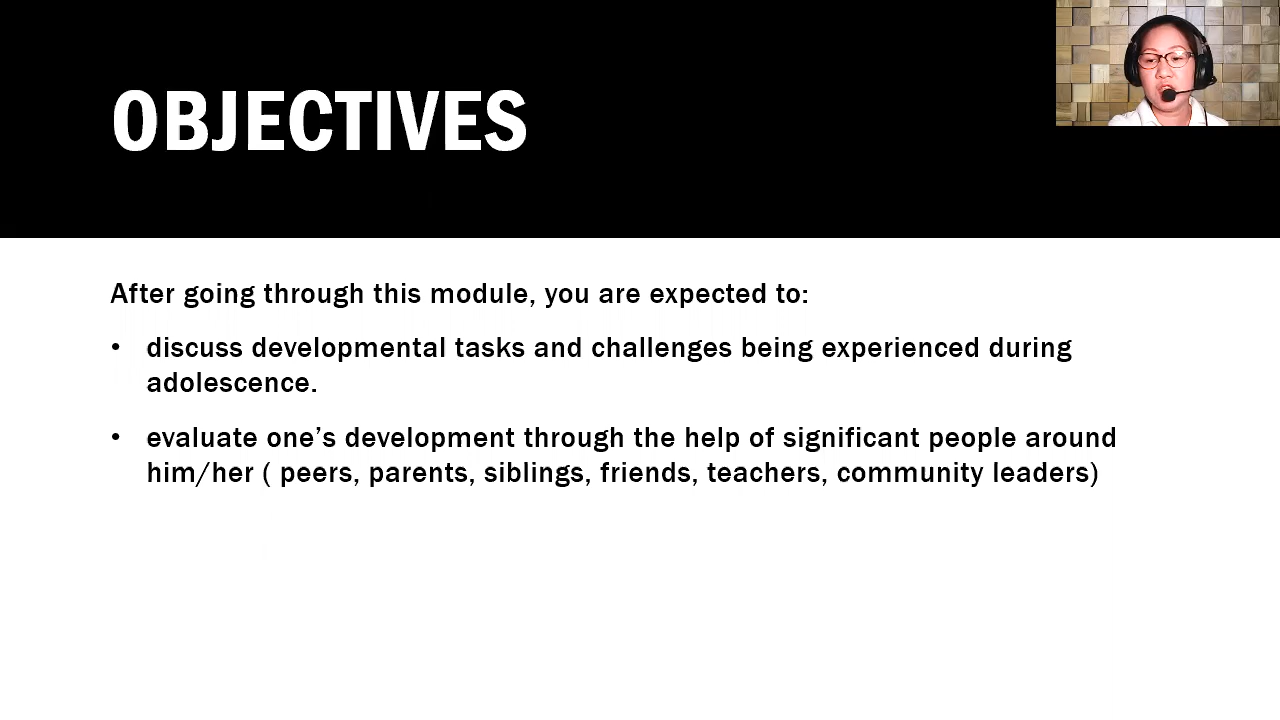 OBJECTIVES
After going through this module, you are expected to:
• discuss developmental tasks and challenges being experienced during
adolescence.
• evaluate one’s development through the help of significant people around
him/her ( peers, parents, siblings, friends, teachers, community leaders)